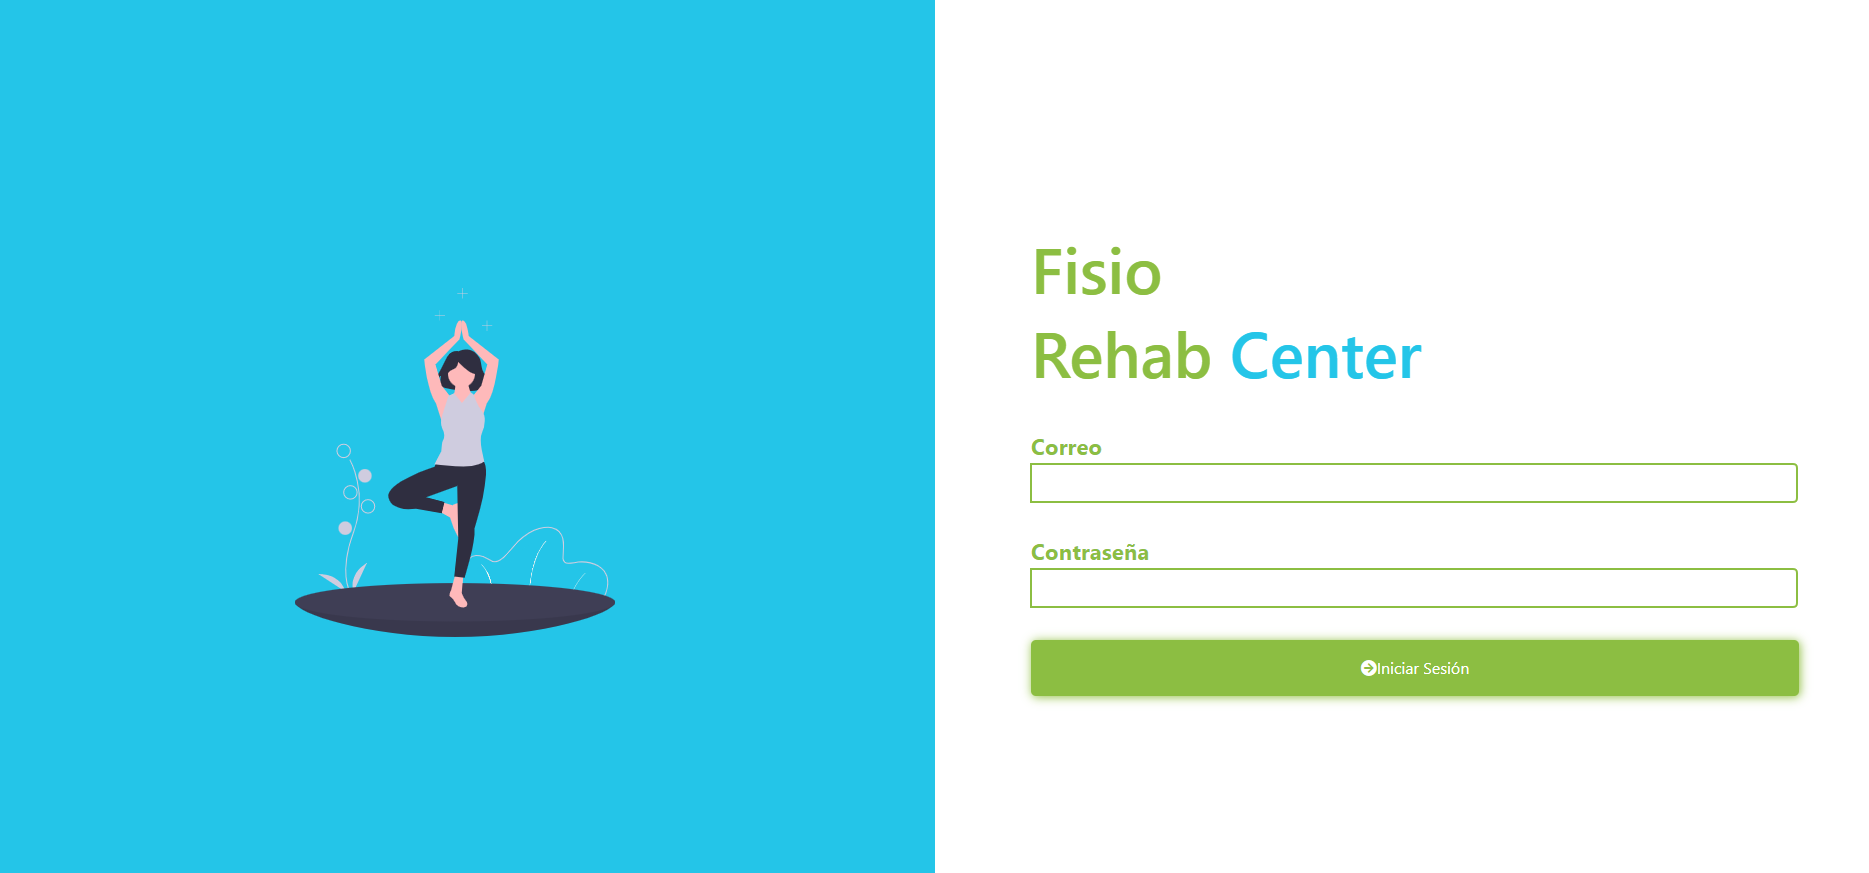 Fisio
Rehab Center
Correo
Contraseña
Iniciar Sesión